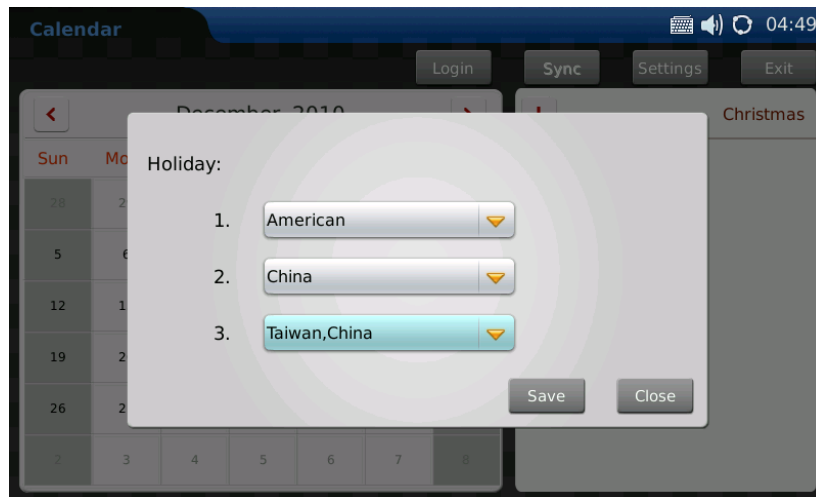 Calendar
04:49
Login
Sync
Settings
Exit
Christmas
Sun
28
5
12
19
26
2
3
4
5
6
7
8
Holiday:
1.
American
2.
China
3.
Taiwan,China
Save
Close